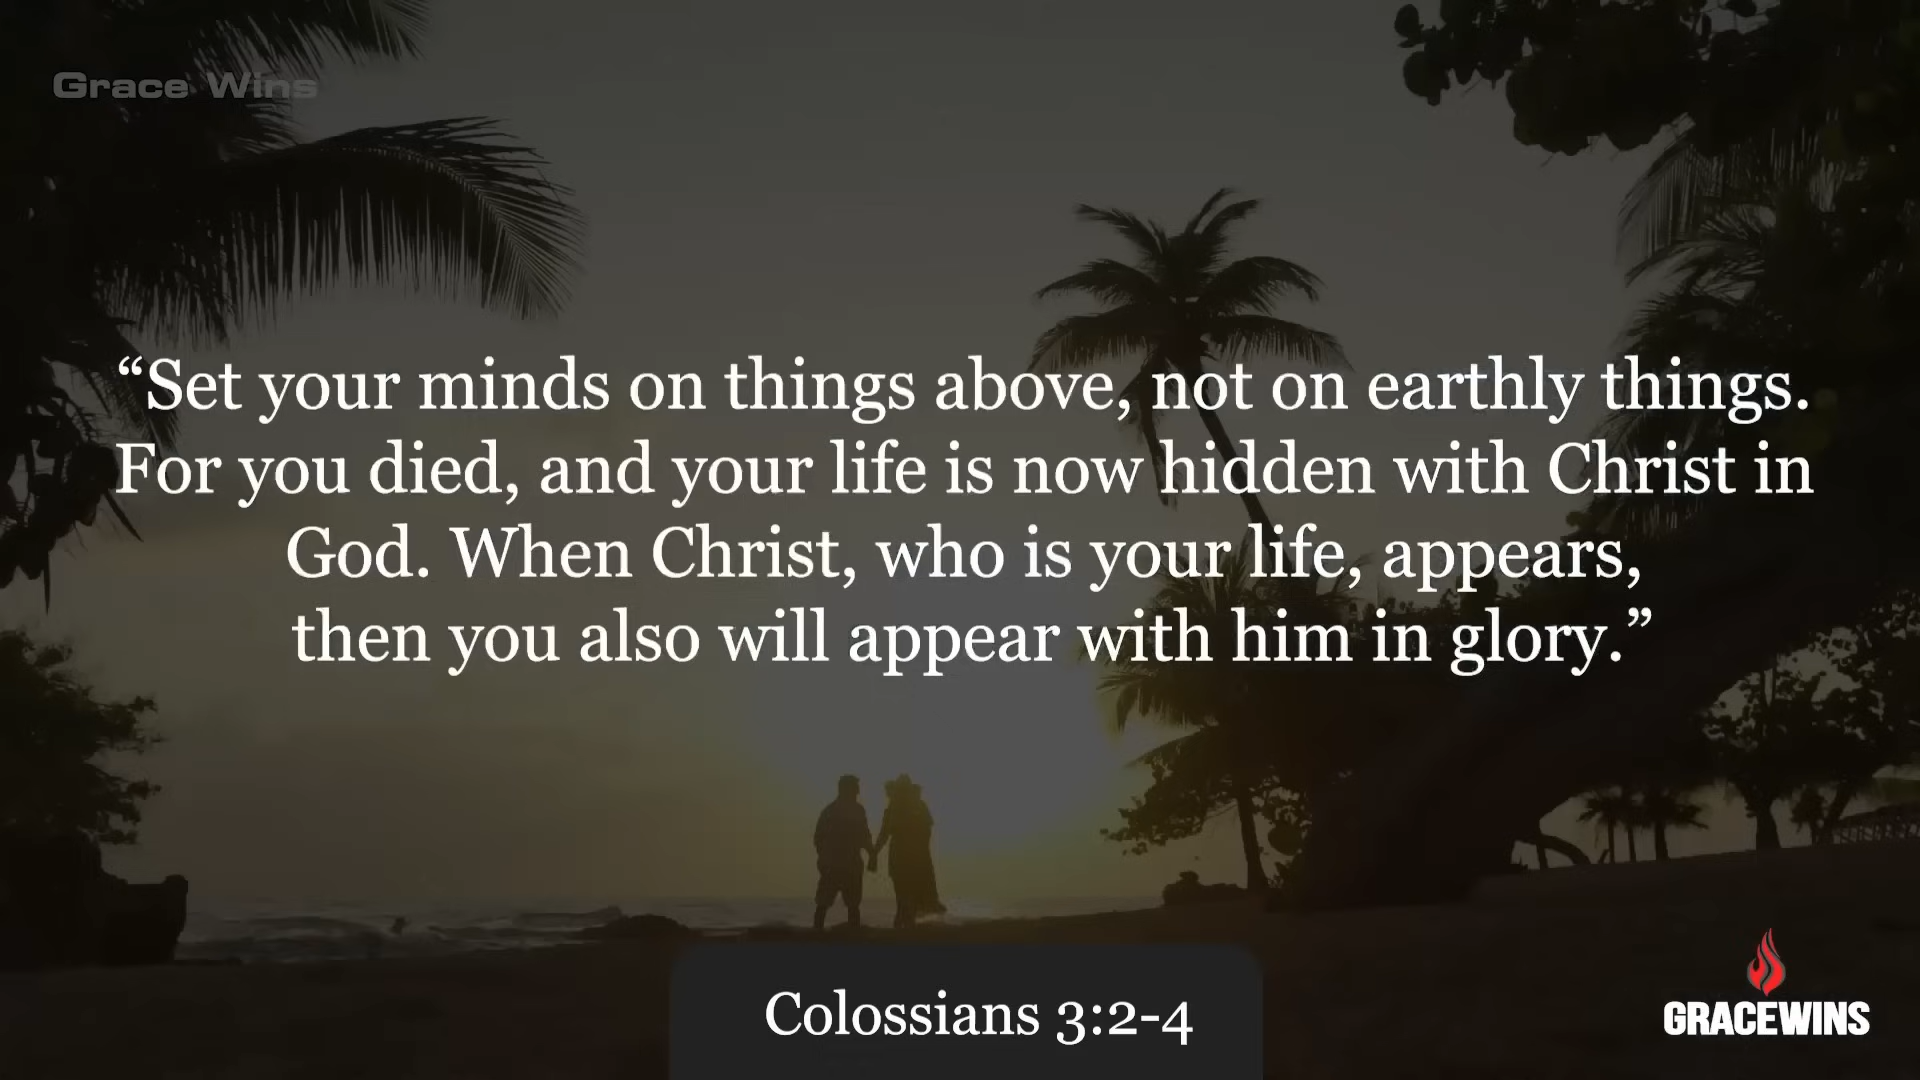 Grace Wins
“Set your minds on things above, not on earthly things.
For you died, and your life is now hidden with Christ in
God. When Christ, who is your life, appears,
then you also will appear with him in glory.”
Colossians 3:2-4
GRACEWINS